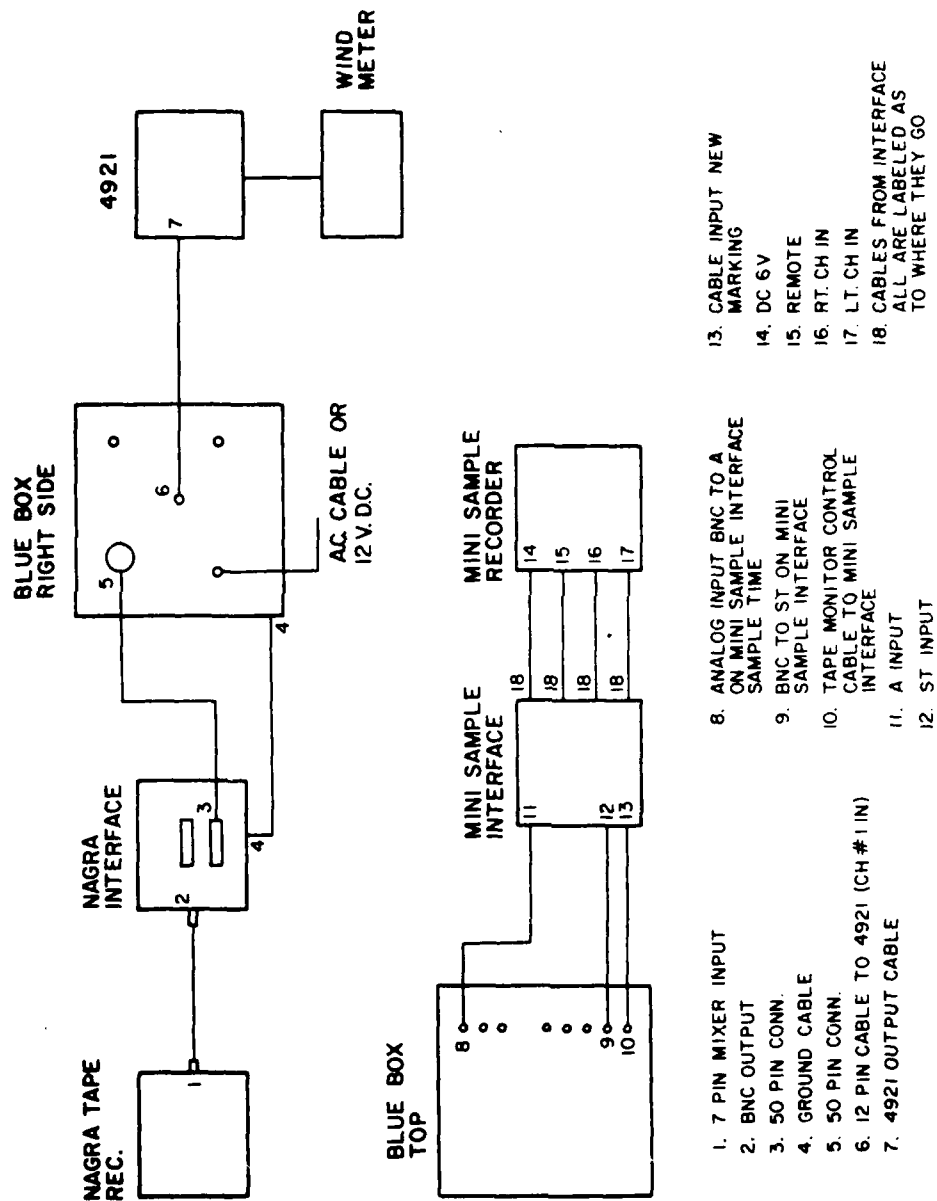 NAGRA TAPE
REC.
1
NAGRA
INTERFACE
2
3
4
BLUE BOX
RIGHT SIDE
5
6
4
A.C. CABLE OR
12 V. D.C.
4921
7
WIND
METER
BLUE BOX
TOP
8
9
10
MINI SAMPLE
INTERFACE
11
12
13
18
18
18
18
MINI SAMPLE
RECORDER
14
15
16
17
1. 7 PIN MIXER INPUT
2. BNC OUTPUT
3. 50 PIN CONN.
4. GROUND CABLE
5. 50 PIN CONN.
6. 12 PIN CABLE TO 4921 (CH #1 IN)
7. 4921 OUTPUT CABLE
8. ANALOG INPUT BNC TO A
ON MINI SAMPLE INTERFACE
SAMPLE TIME
9. BNC TO ST ON MINI
SAMPLE INTERFACE
10. TAPE MONITOR CONTROL
CABLE TO MINI SAMPLE
INTERFACE
11. A INPUT
12. ST INPUT
13. CABLE INPUT NEW
MARKING
14. DC 6V
15. REMOTE
16. RT. CH IN
17. LT. CH IN
18. CABLES FROM INTERFACE
ALL ARE LABELED AS
TO WHERE THEY GO